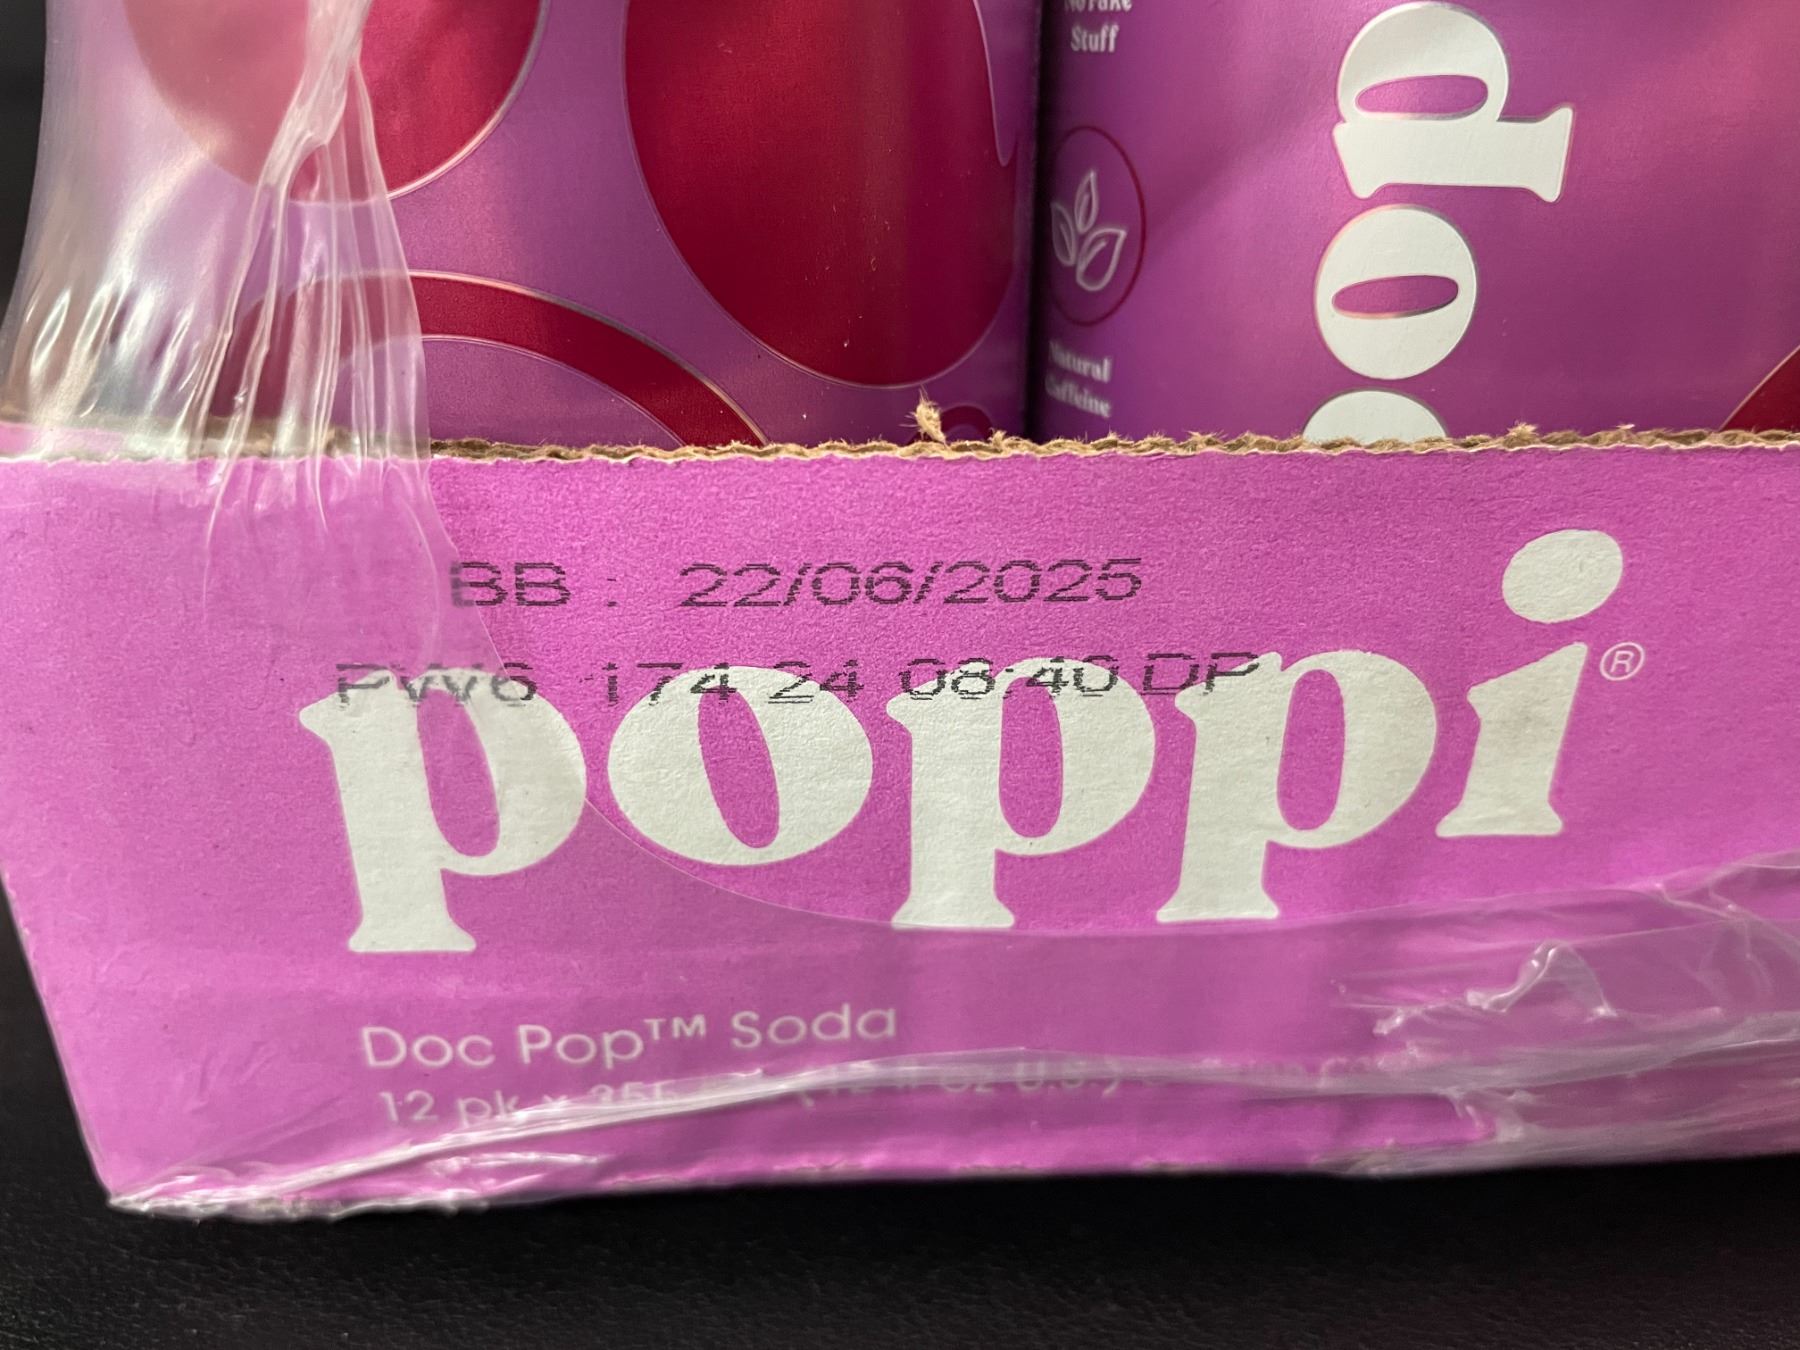 No Fake
Stuff
Natural
Caffeine
pop
BB : 22/06/2025
PW6 174 24 08:40 DP
poppi®
Doc Pop™ Soda
12 pk x 355